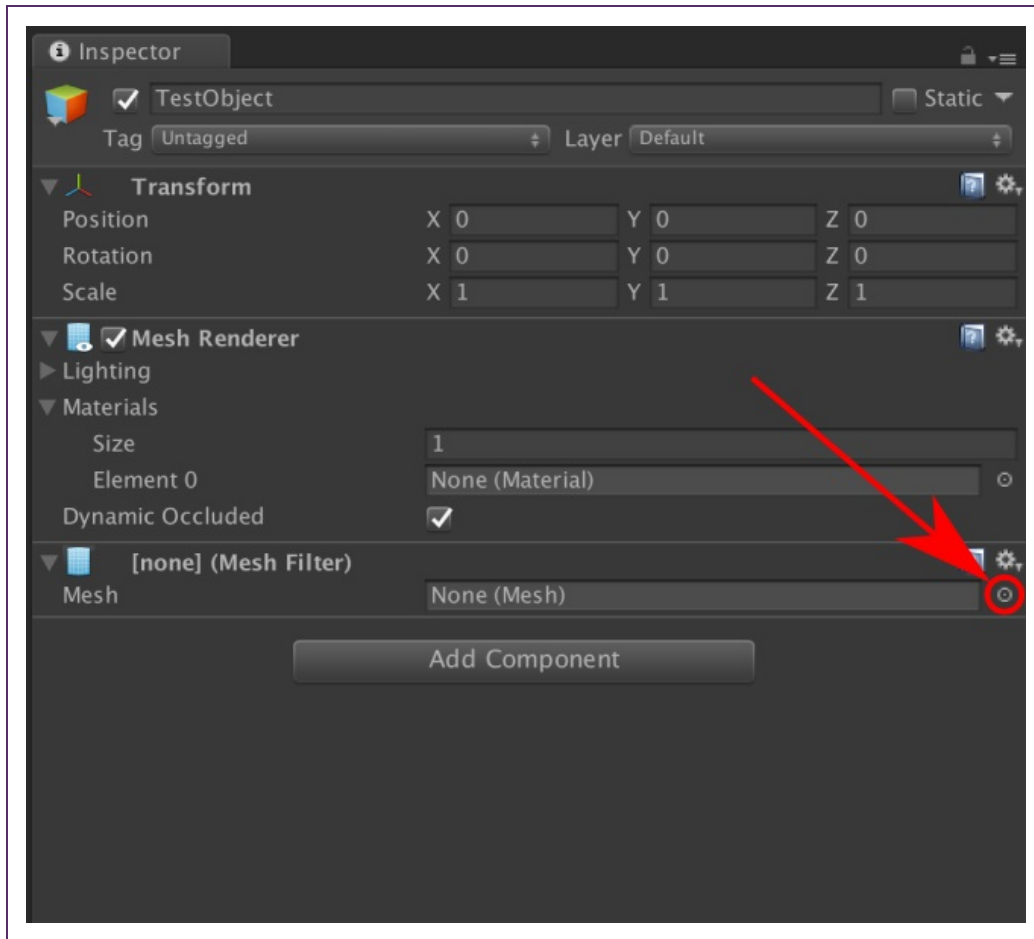 Inspector
TestObject Static
Tag Untagged Layer Default
Transform
Position X 0 Y 0 Z 0
Rotation X 0 Y 0 Z 0
Scale X 1 Y 1 Z 1
Mesh Renderer
Lighting
Materials
Size 1
Element 0 None (Material)
Dynamic Occluded
[none] (Mesh Filter)
Mesh None (Mesh)
Add Component